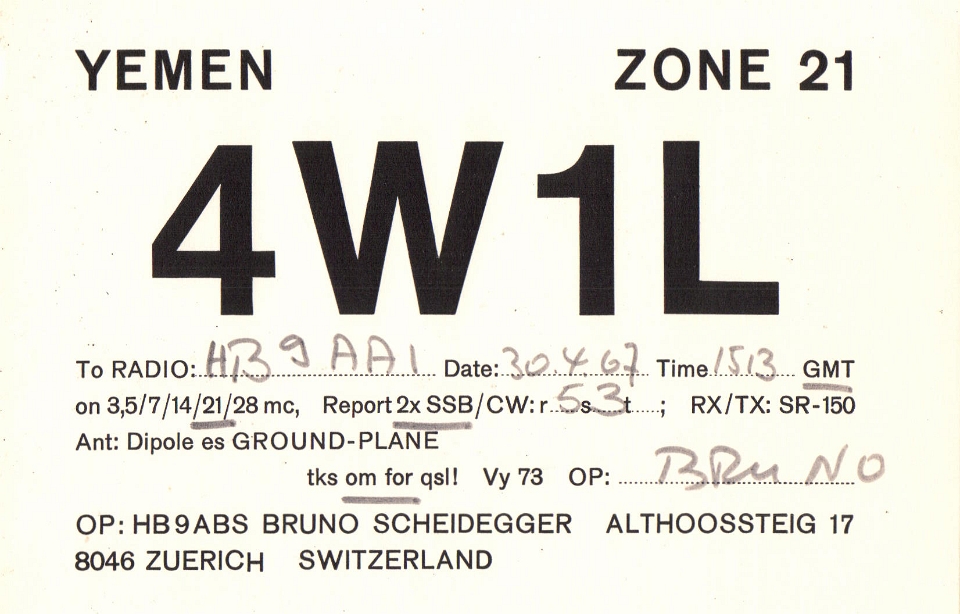 YEMEN ZONE 21
4W1L
To RADIO: HB9AAI Date: 30.4.67 Time 1513 GMT
on 3,5/7/14/21/28 mc, Report 2x SSB/CW: r 5 s 3 t ; RX/TX: SR-150
Ant: Dipole es GROUND-PLANE
tks om for qsl! Vy 73 OP: BRUNO
OP: HB9ABS BRUNO SCHEIDEGGER ALTHOOSSTEIG 17
8046 ZUERICH SWITZERLAND